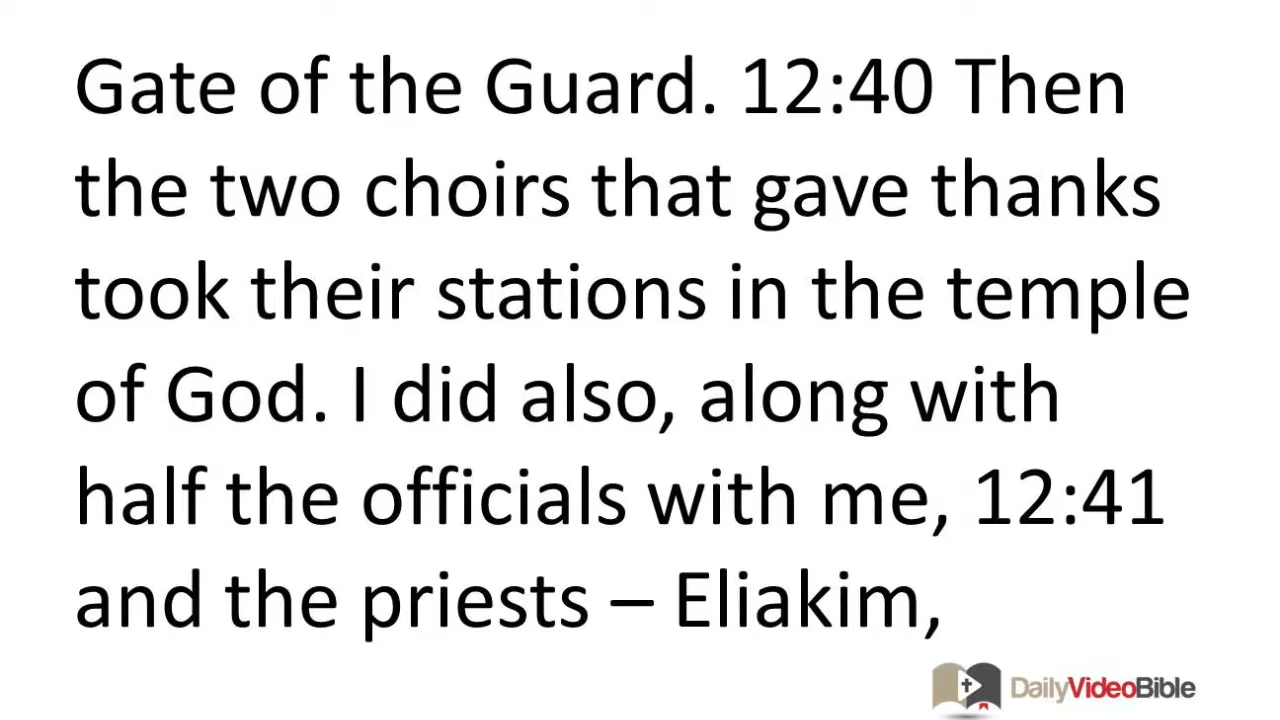 Gate of the Guard. 12:40 Then
the two choirs that gave thanks
took their stations in the temple
of God. I did also, along with
half the officials with me, 12:41
and the priests – Eliakim,
DailyVideoBible